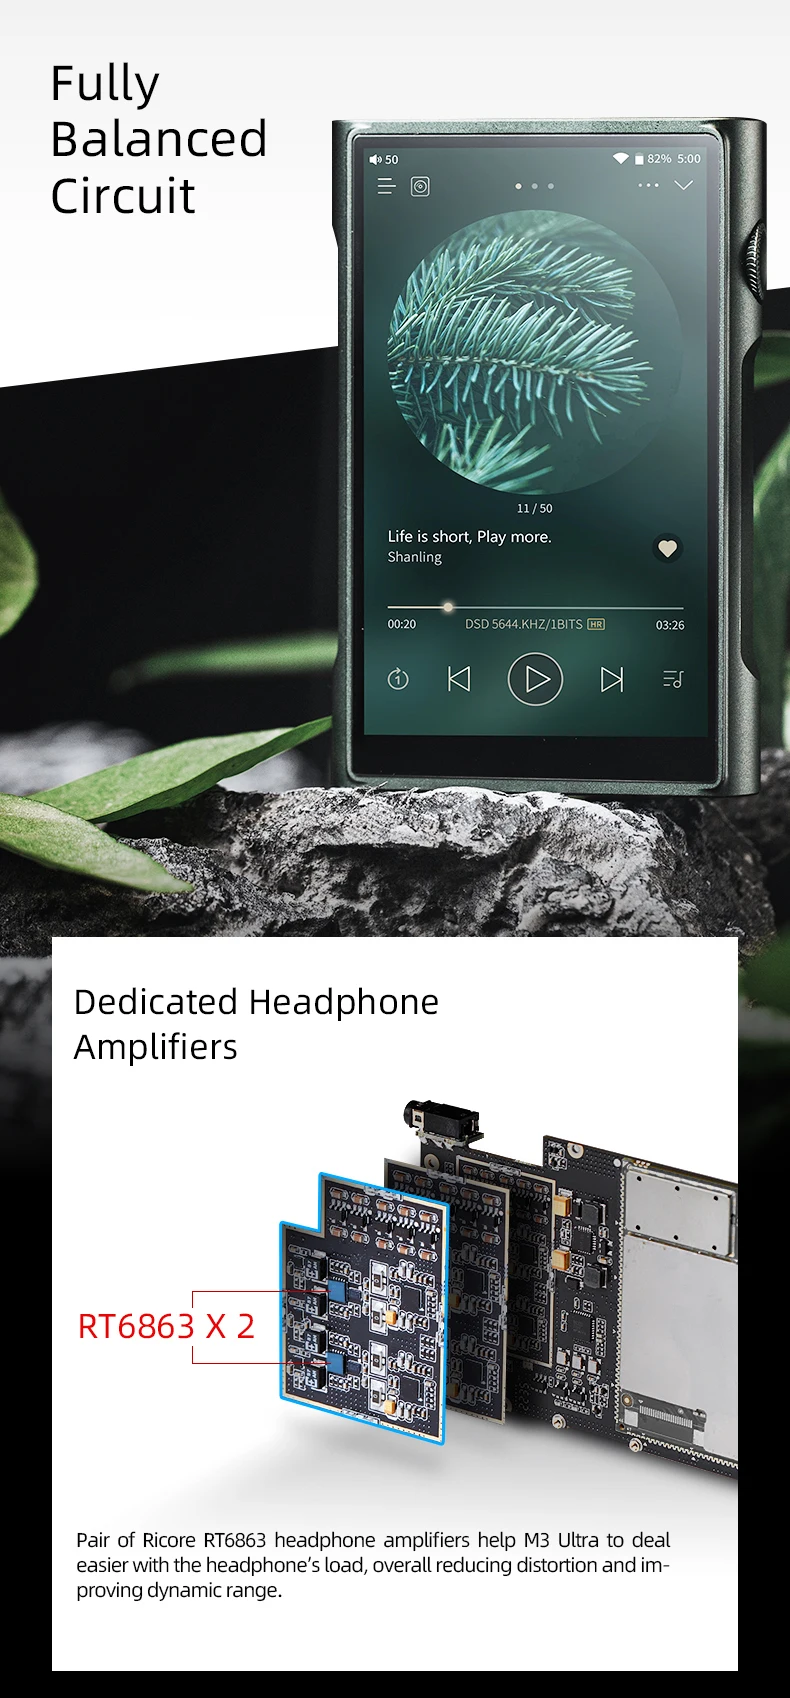 Fully
Balanced
Circuit
50
82% 5:00
11 / 50
Life is short, Play more.
Shanling
00:20 DSD 5644.KHZ/1BITS HR 03:26
1
Dedicated Headphone
Amplifiers
RT6863 X 2
Pair of Ricore RT6863 headphone amplifiers help M3 Ultra to deal
easier with the headphone's load, overall reducing distortion and im-
proving dynamic range.